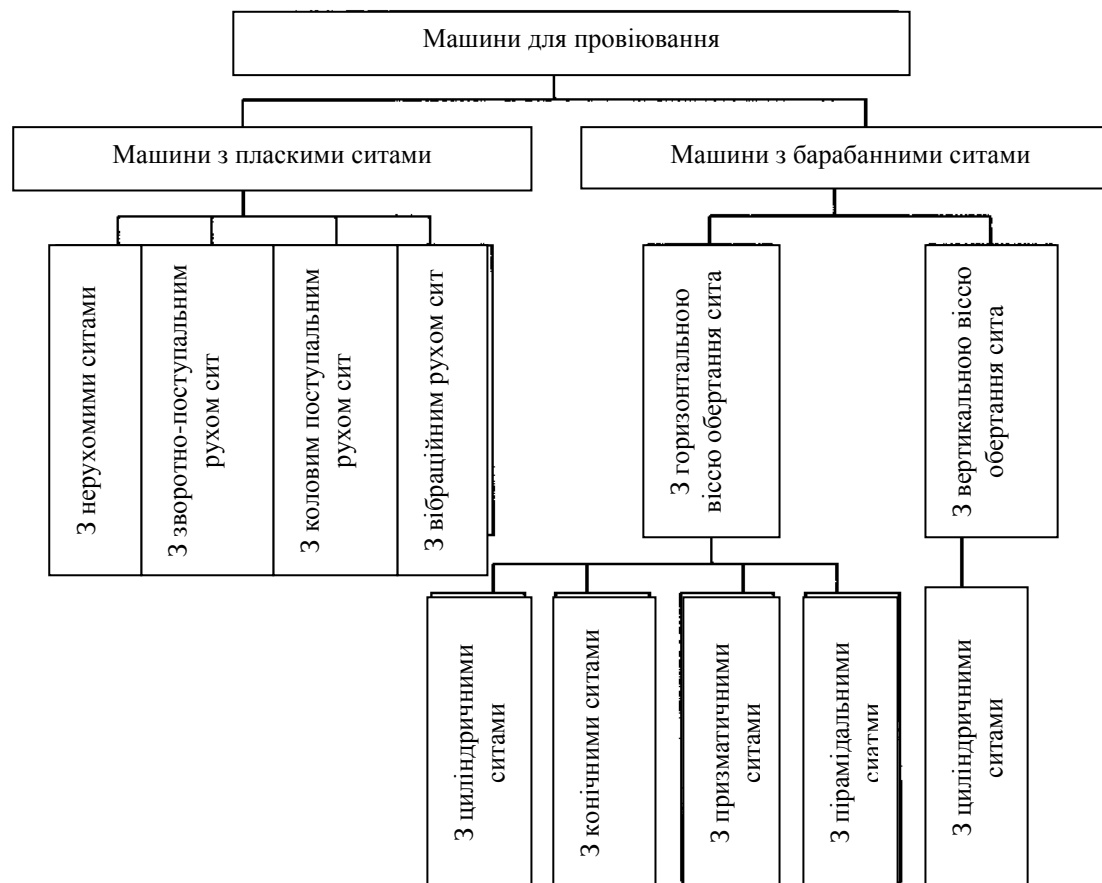 Машини для провіювання
Машини з пласкими ситами
Машини з барабанними ситами
З нерухомими ситами
З зворотно-поступальним
рухом сит
З коловим поступальним
рухом сит
З вібраційним рухом сит
З горизонтальною
віссю обертання сита
З вертикальною віссю
обертання сита
З циліндричними
ситами
З конічними ситами
З призматичними
ситами
З пірамідальними
сиатми
З циліндричними
ситами